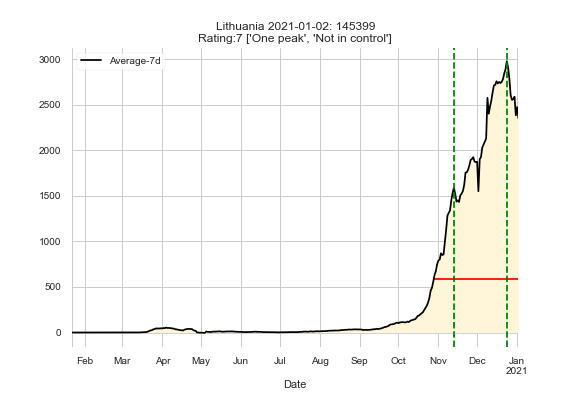 Lithuania 2021-01-02: 145399
Rating:7 ['One peak', 'Not in control']
Average-7d
3000
2500
2000
1500
1000
500
0
Feb Mar Apr May Jun Jul Aug Sep Oct Nov Dec Jan
2021
Date